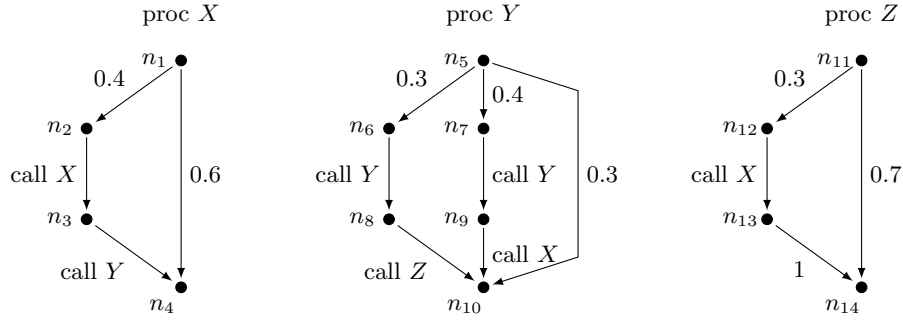 proc X
proc Y
proc Z
n1
n5
n11
0.4
0.3
0.4
0.3
n2
n6
n7
n12
call X
0.6
call Y
call Y
0.3
call X
0.7
n3
n8
n9
n13
call Y
call Z
call X
1
n4
n10
n14